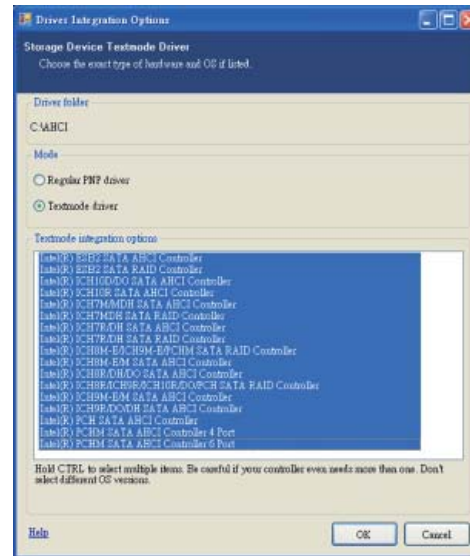 Driver Integration Options
Storage Device Textmode Driver
Choose the exact type of hardware and OS if listed.
Driver folder
C:\AHCI
Mode
Regular PNP driver
Textmode driver
Textmode integration options
Intel(R) ESB2 SATA AHCI Controller
Intel(R) ESB2 SATA RAID Controller
Intel(R) ICH10D/DO SATA AHCI Controller
Intel(R) ICH10R SATA AHCI Controller
Intel(R) ICH7M/MDH SATA AHCI Controller
Intel(R) ICH7MDH SATA RAID Controller
Intel(R) ICH7R/DH SATA AHCI Controller
Intel(R) ICH7R/DH SATA RAID Controller
Intel(R) ICH8M-E/ICH9M-E/PCHM SATA RAID Controller
Intel(R) ICH8M-E/M SATA AHCI Controller
Intel(R) ICH8R/DH/DO SATA AHCI Controller
Intel(R) ICH8R/ICH9R/ICH10R/DO/PCH SATA RAID Controller
Intel(R) ICH9M-E/M SATA AHCI Controller
Intel(R) ICH9R/DO/DH SATA AHCI Controller
Intel(R) PCH SATA AHCI Controller
Intel(R) PCHM SATA AHCI Controller 4 Port
Intel(R) PCHM SATA AHCI Controller 6 Port
Hold CTRL to select multiple items. Be careful if your controller even needs more than one. Don't
select different OS versions.
Help
OK
Cancel